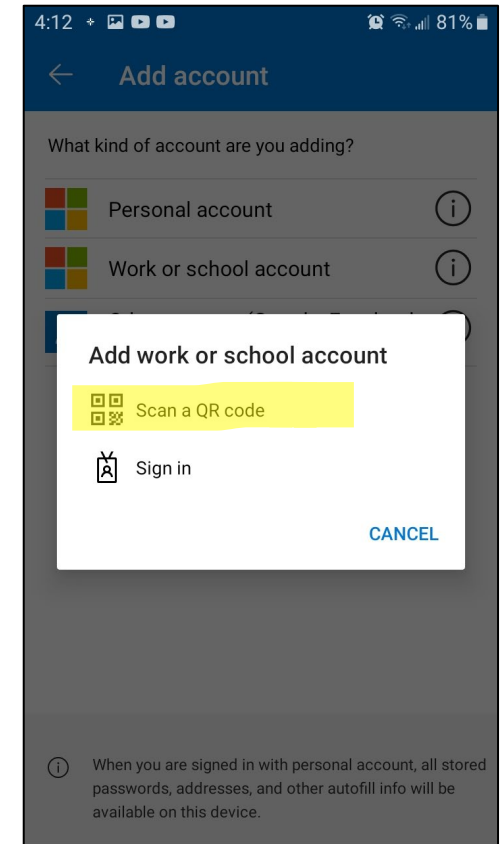 4:12 81%
Add account
What kind of account are you adding?
Personal account
Work or school account
Add work or school account
Scan a QR code
Sign in
CANCEL
When you are signed in with personal account, all stored
passwords, addresses, and other autofill info will be
available on this device.